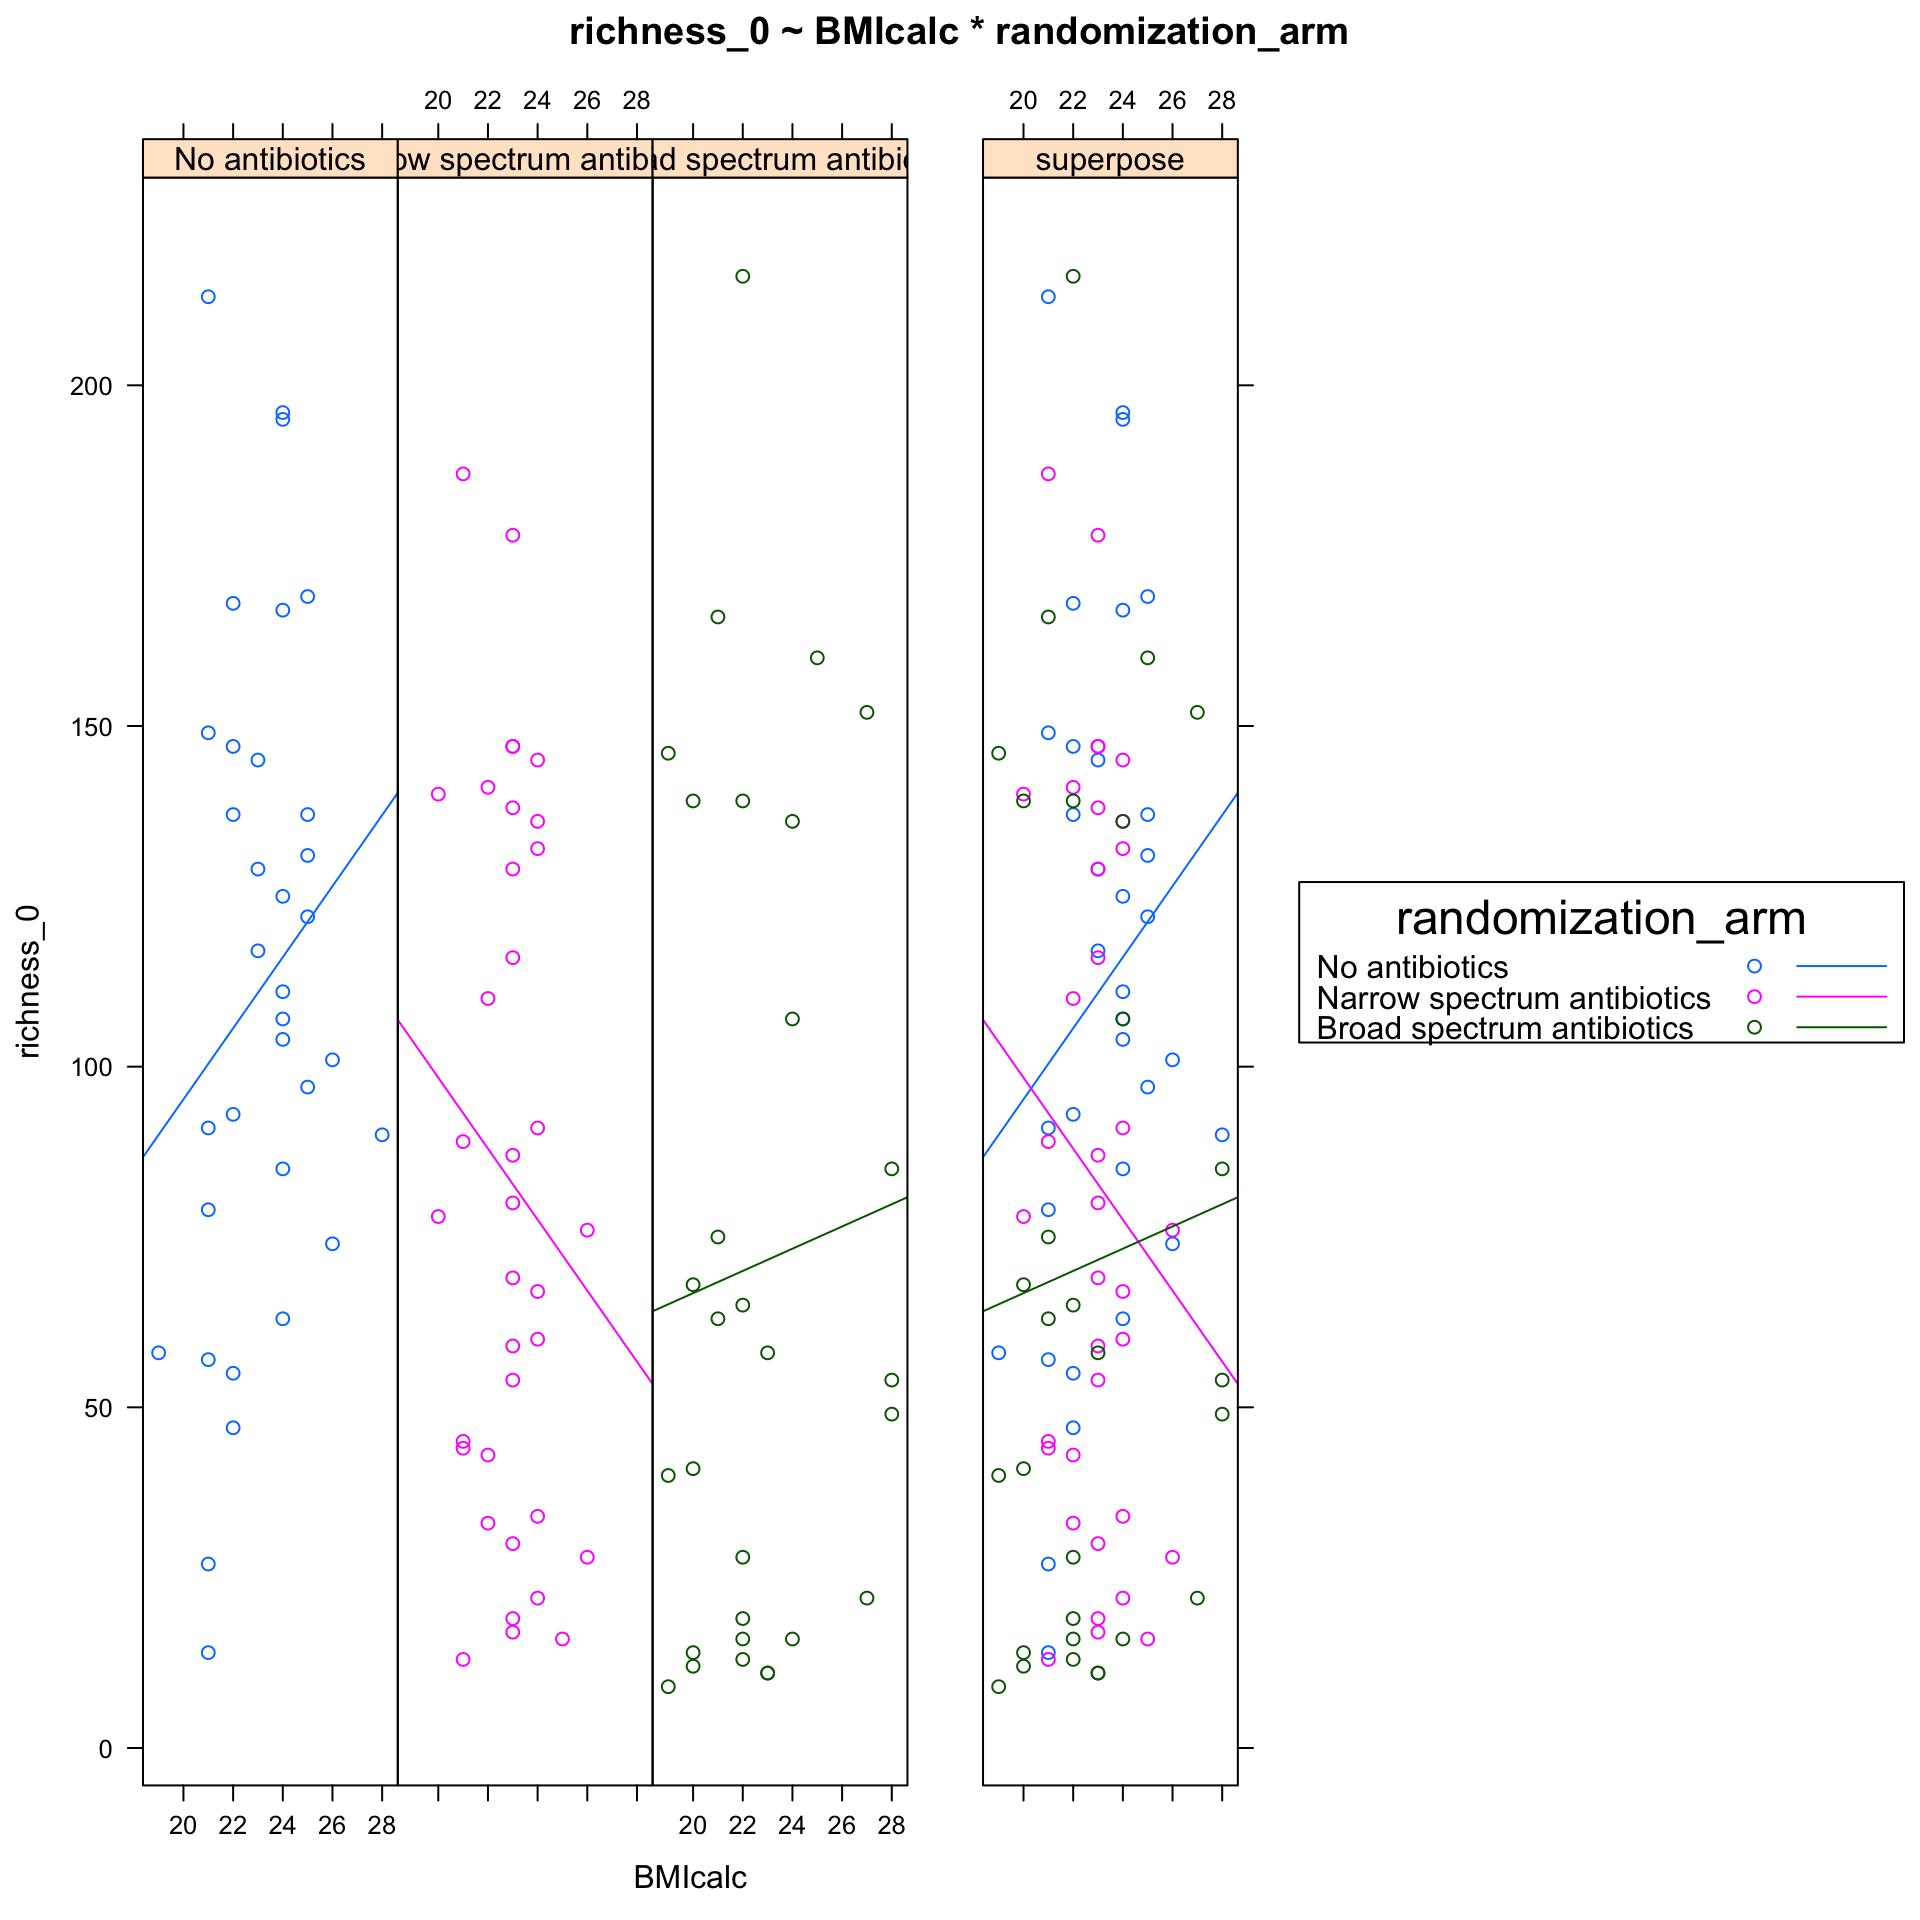 richness_0 ~ BMIcalc * randomization_arm
20 22 24 26 28 20 22 24 26 28
No antibiotics ow spectrum antib ad spectrum antibi superpose
200
150
100
50
0
richness_0
randomization_arm
No antibiotics
Narrow spectrum antibiotics
Broad spectrum antibiotics
20 22 24 26 28 20 22 24 26 28
BMIcalc